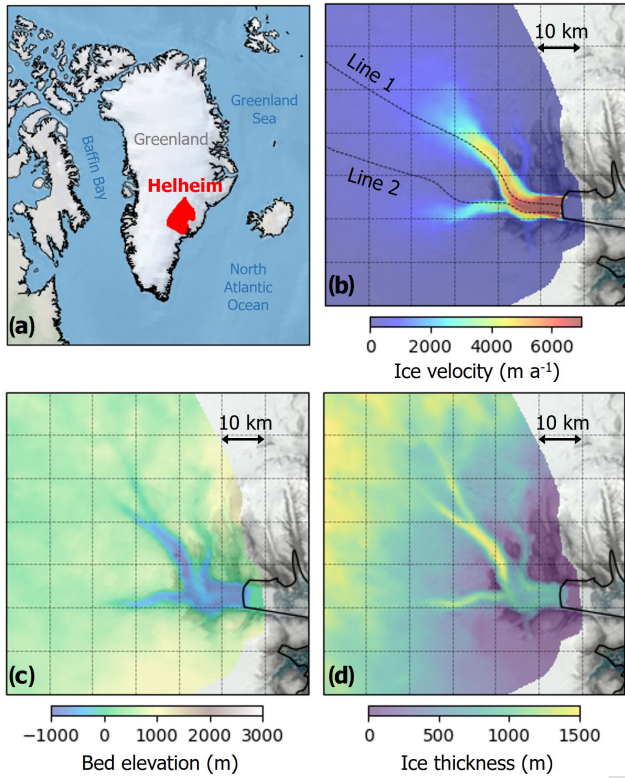 Greenland
Sea
Baffin
Bay
Greenland
Helheim
North
Atlantic
Ocean
(a)
10 km
Line 1
Line 2
(b)
0 2000 4000 6000
Ice velocity (m a⁻¹)
10 km
(c)
−1000 0 1000 2000 3000
Bed elevation (m)
10 km
(d)
0 500 1000 1500
Ice thickness (m)